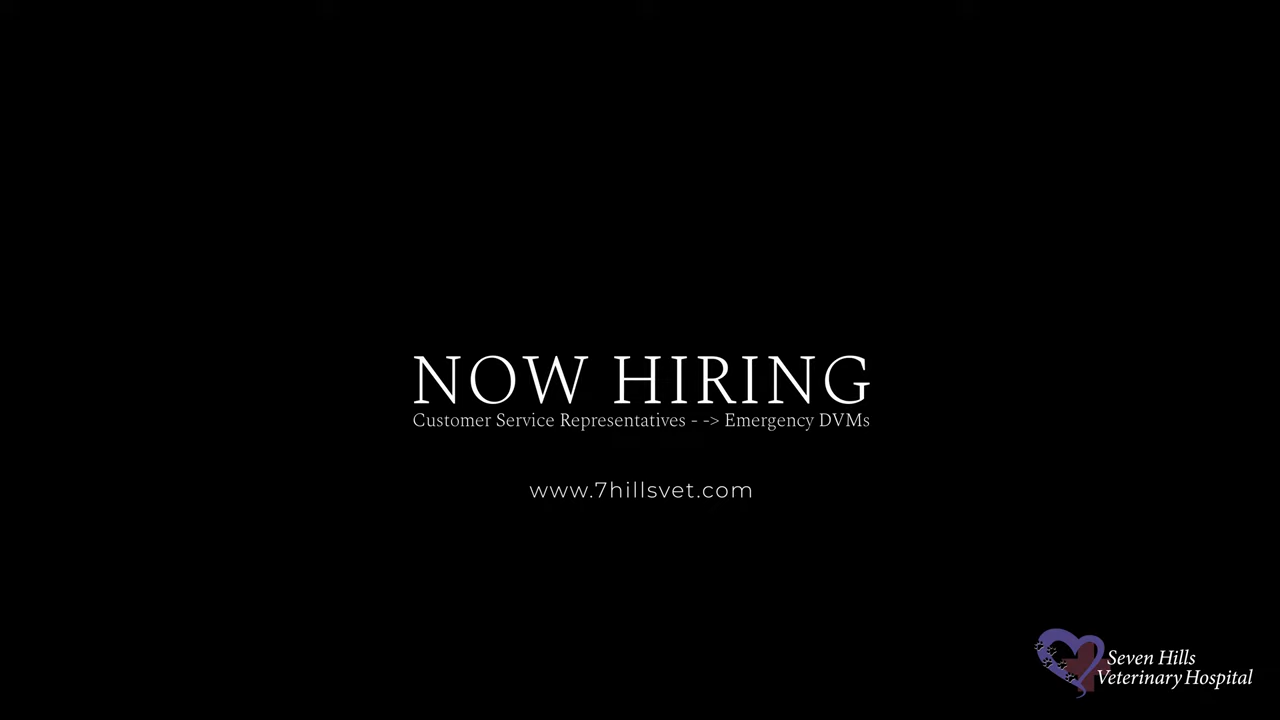 NOW HIRING
Customer Service Representatives - -> Emergency DVMs
www.7hillsvet.com
Seven Hills
Veterinary Hospital